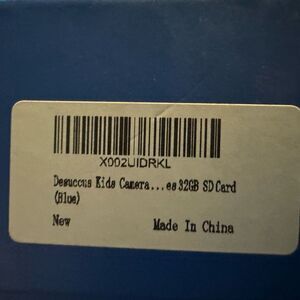 X002UIDRKL
Desuccus Kids Camera...es 32GB SD Card
(Blue)
New Made In China